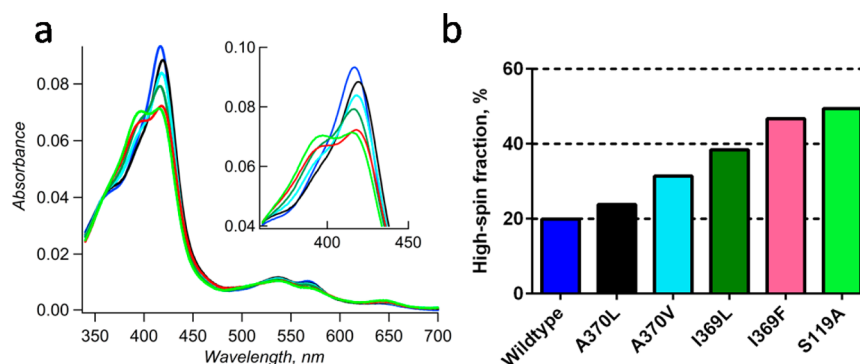 a
b
Absorbance
0.08
0.06
0.04
0.02
0.00
350 400 450 500 550 600 650 700
Wavelength, nm
0.10
0.08
0.06
0.04
400 450
High-spin fraction, %
60
40
20
0
Wildtype
A370L
A370V
I369L
I369F
S119A